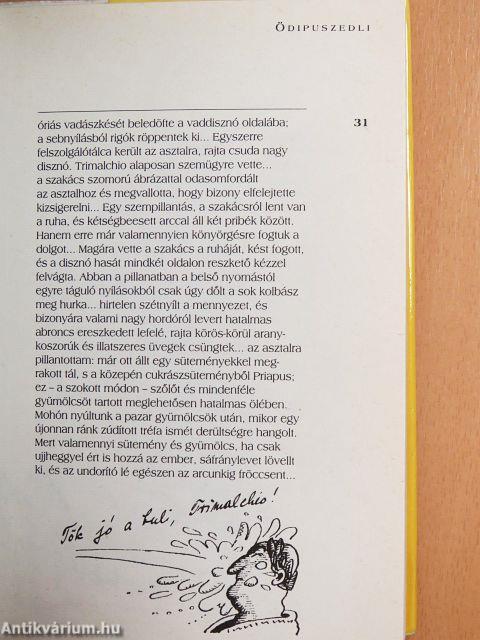 ŐDIPUSZEDLI
31
óriás vadászkését beledöfte a vaddisznó oldalába;
a sebnyílásból rigók röppentek ki... Egyszerre
felszolgálótálca került az asztalra, rajta csuda nagy
disznó. Trimalchio alaposan szemügyre vette...
a szakács szomorú ábrázattal odasomfordált
az asztalhoz és megvallotta, hogy bizony elfelejtette
kizsigerelni... Egy szempillantás, a szakácsról lent van
a ruha, és kétségbeesett arccal áll két pribék között.
Hanem erre már valamennien könyörgésre fogtuk a
dolgot... Magára vette a szakács a ruháját, kést fogott,
és a disznó hasát mindkét oldalon reszkető kézzel
felvágta. Abban a pillanatban a belső nyomástól
egyre táguló nyílásokból csak úgy dőlt a sok kolbász
meg hurka... hirtelen szétnyílt a mennyezet, és
bizonyára valami nagy hordóról levert hatalmas
abroncs ereszkedett lefelé, rajta körös-körül arany-
koszorúk és illatszeres üvegek csüngtek... az asztalra
pillantottam: már ott állt egy süteményekkel meg-
rakott tál, s a közepén cukrászsüteményből Priapus;
ez – a szokott módon – szőlőt és mindenféle
gyümölcsöt tartott meglehetősen hatalmas ölében.
Mohón nyúltunk a pazar gyümölcsök után, mikor egy
újonnan ránk zúdított tréfa ismét derültségre hangolt.
Mert valamennyi sütemény és gyümölcs, ha csak
ujjheggyel ért is hozzá az ember, sáfránylevet lövellt
ki, és az undorító lé egészen az arcunkig fröccsent...
Tök jó a buli, Trimalchio!
Antikvárium.hu